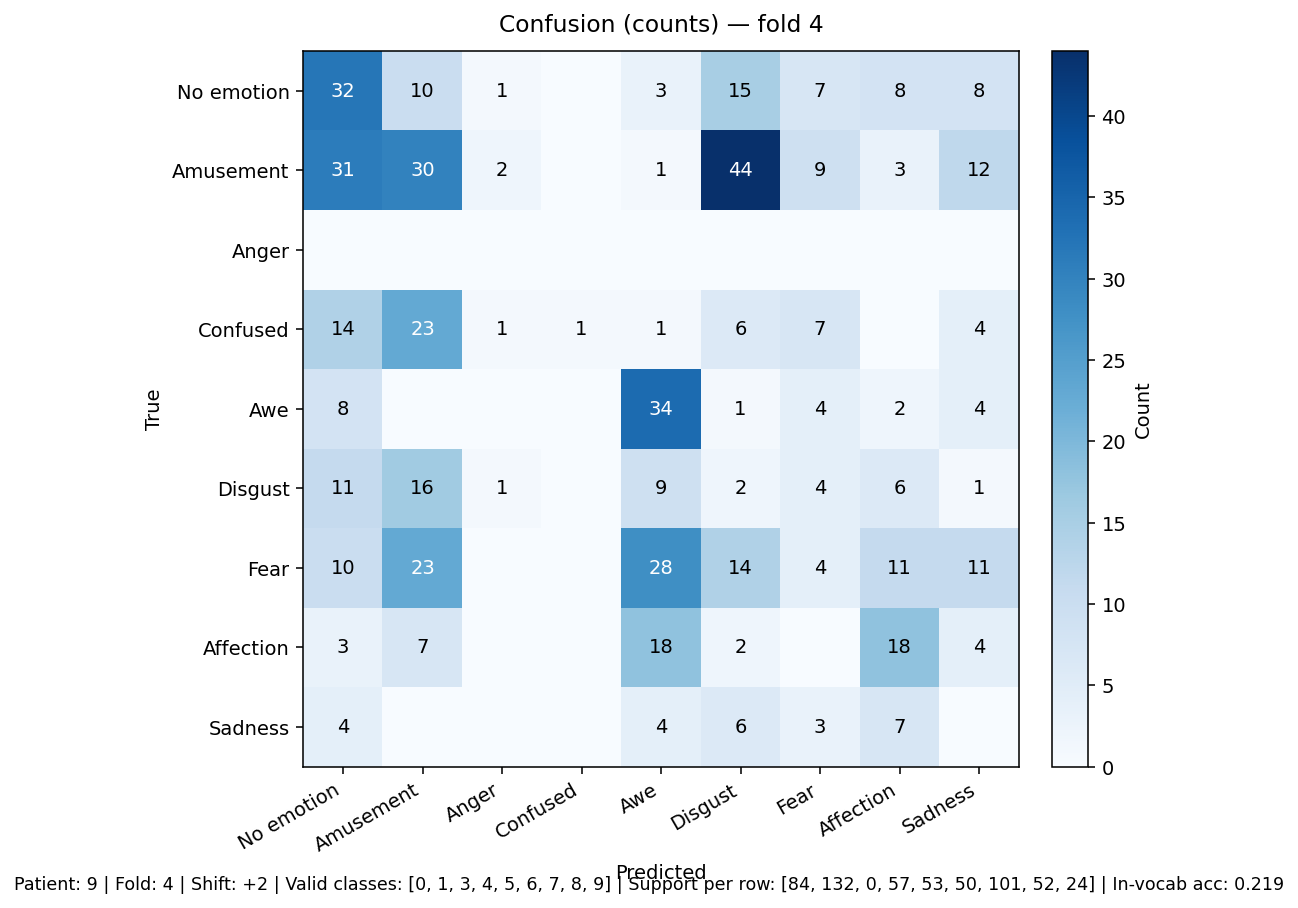 Confusion (counts) — fold 4
No emotion 32 10 1 3 15 7 8 8
Amusement 31 30 2 1 44 9 3 12
Anger
Confused 14 23 1 1 1 6 7 4
Awe 8 34 1 4 2 4
Disgust 11 16 1 9 2 4 6 1
Fear 10 23 28 14 4 11 11
Affection 3 7 18 2 18 4
Sadness 4 4 6 3 7
True
No emotion Amusement Anger Confused Awe Disgust Fear Affection Sadness
Predicted
40
35
30
25
20
15
10
5
0
Count
Patient: 9 | Fold: 4 | Shift: +2 | Valid classes: [0, 1, 3, 4, 5, 6, 7, 8, 9] | Support per row: [84, 132, 0, 57, 53, 50, 101, 52, 24] | In-vocab acc: 0.219